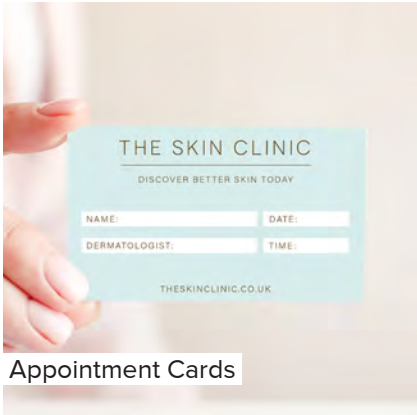 THE SKIN CLINIC
DISCOVER BETTER SKIN TODAY
NAME: DATE:
DERMATOLOGIST: TIME:
THESKINCLINIC.CO.UK
Appointment Cards